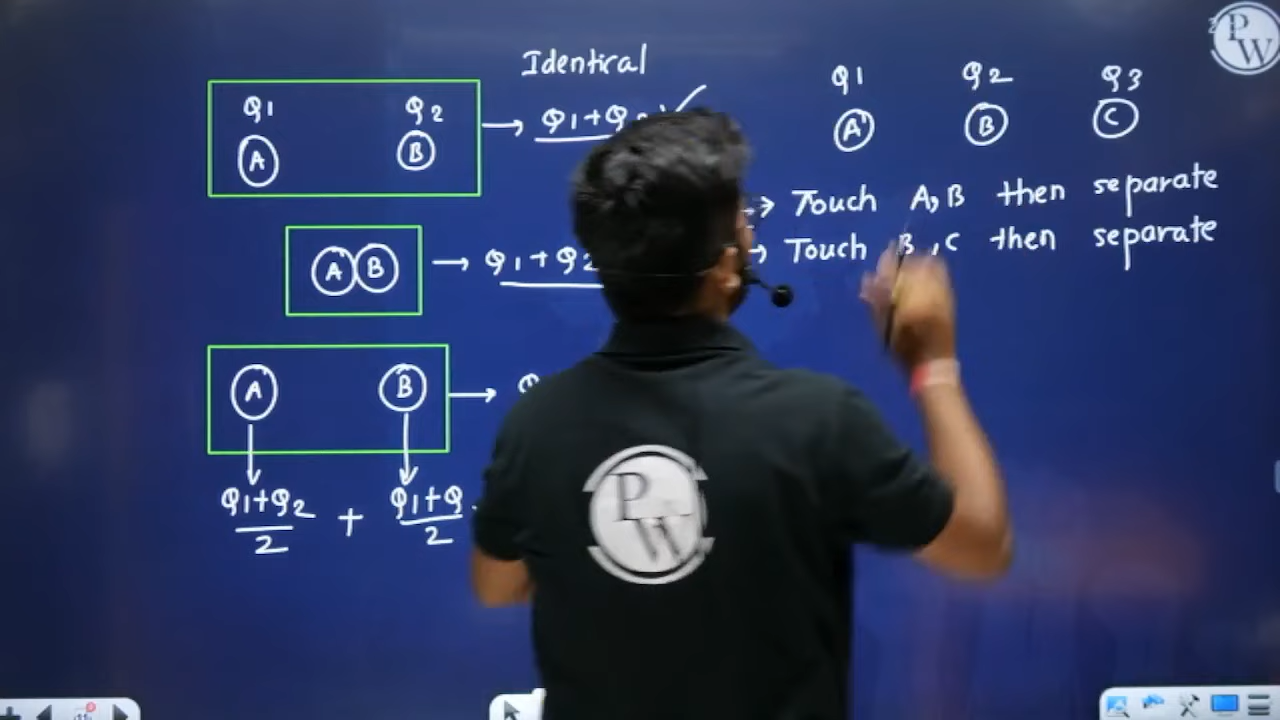 Identical
Q1 Q2
A B
→ Q1+Q
A B
→ Q1+Q2
A B
→ Q
Q1+Q2/2 + Q1+Q/2
Q1 Q2 Q3
A B C
→ Touch A,B then separate
→ Touch B,C then separate
PW
PW